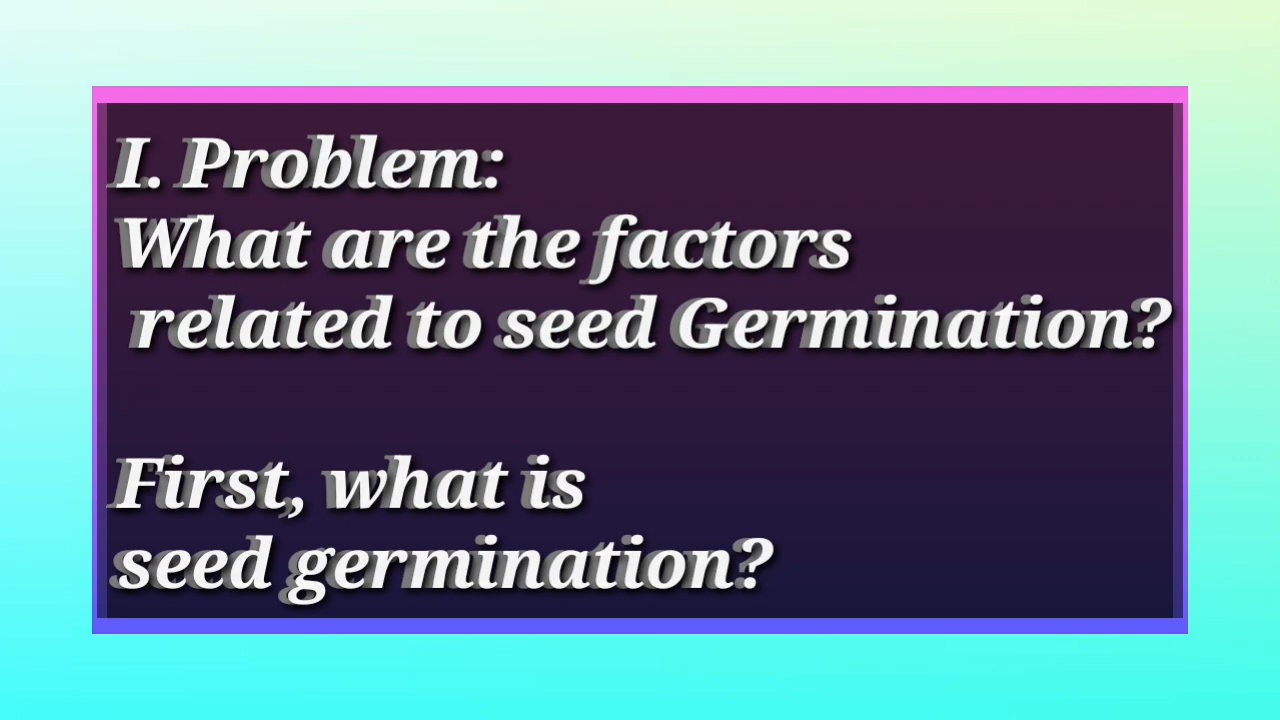 I. Problem:
What are the factors
related to seed Germination?
First, what is
seed germination?